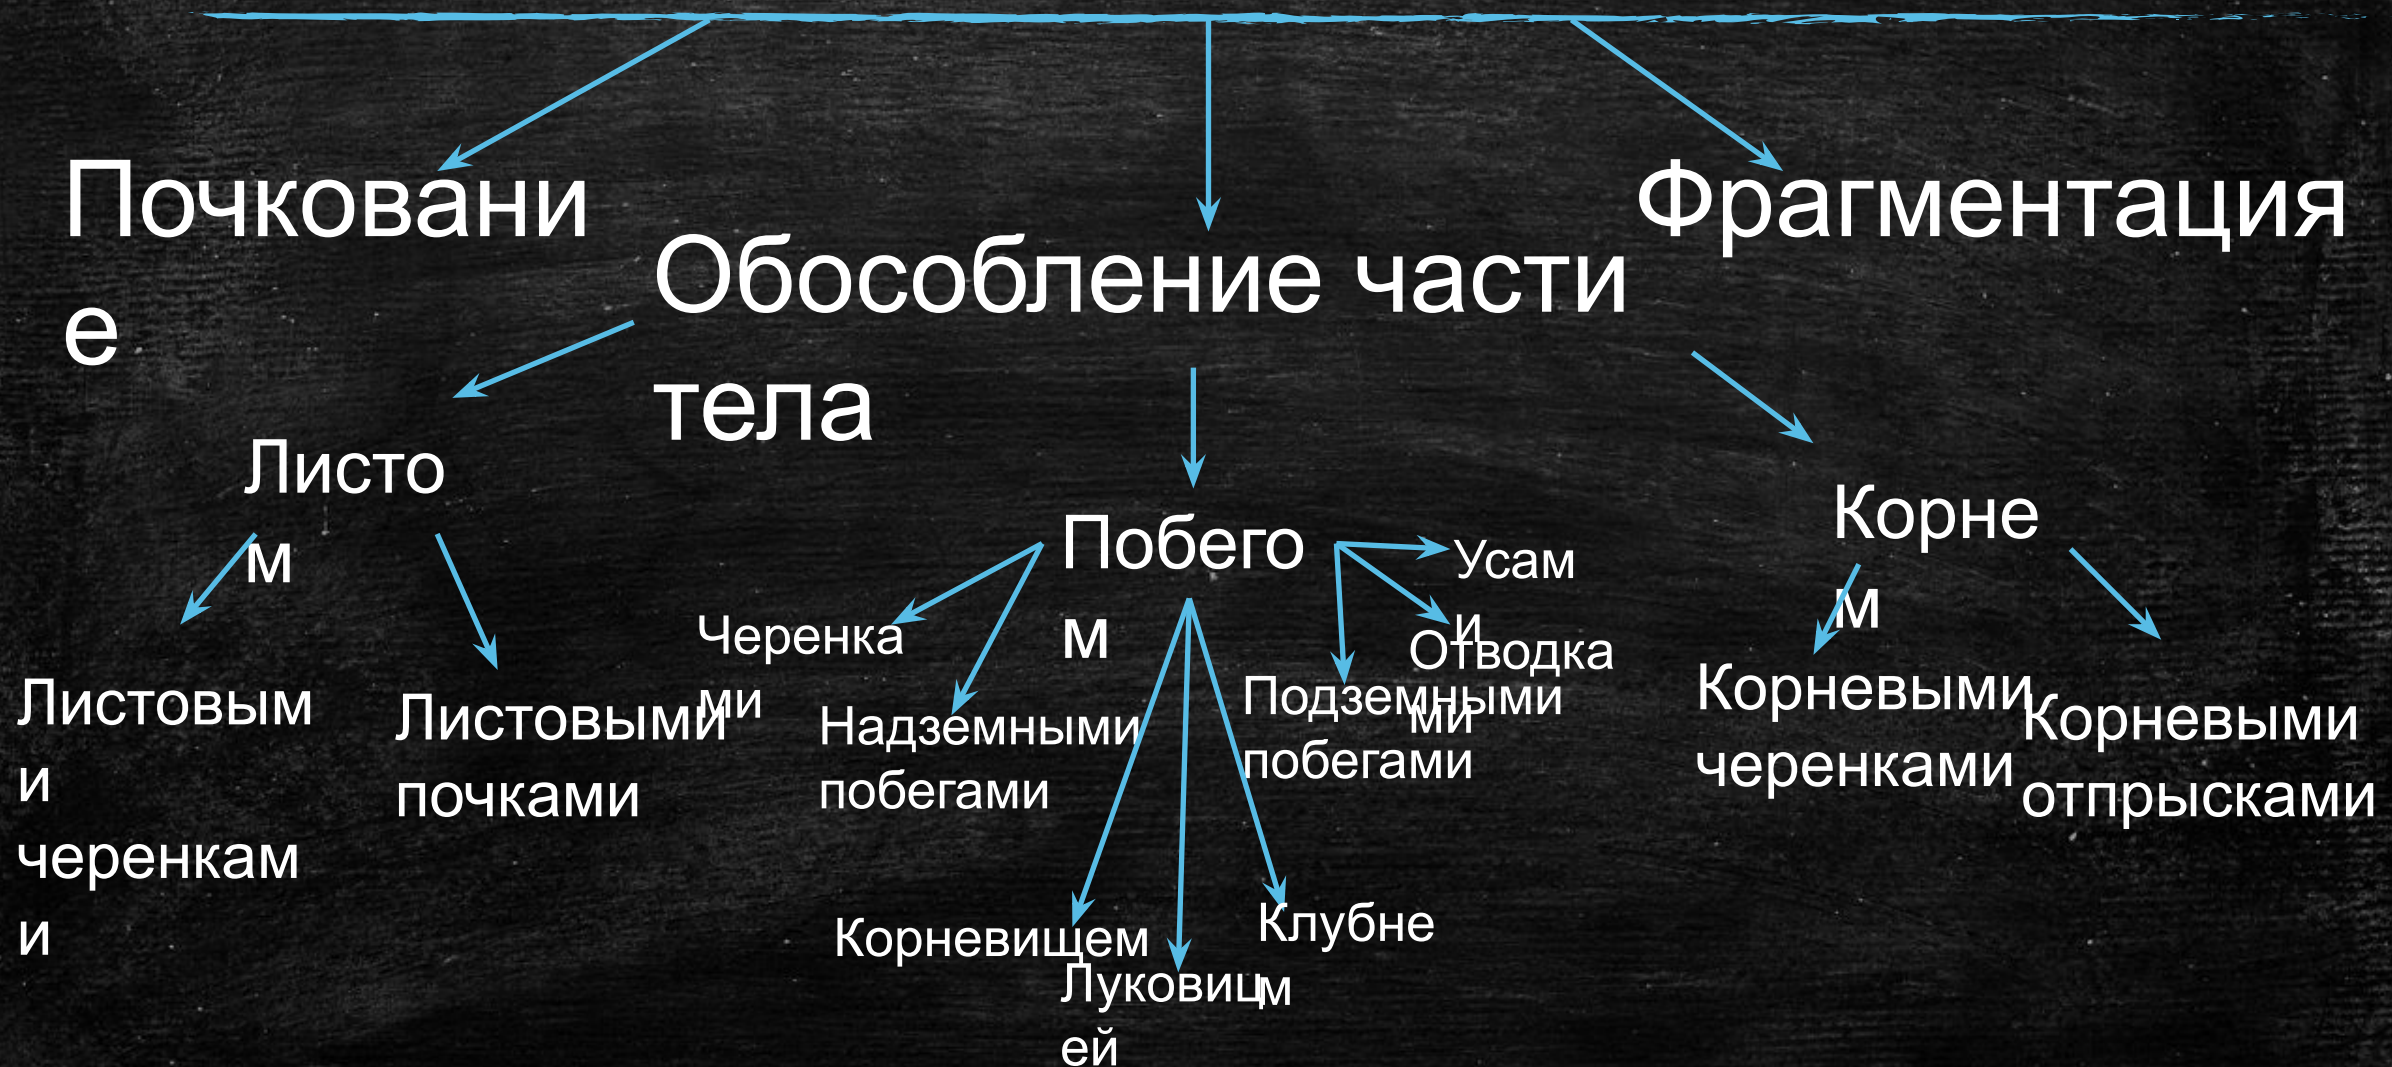 Почковани
е
Обособление части
тела
Фрагментация
Листо
м
Побего
м
Корне
м
Листовым
и
черенкам
и
Листовыми
почками
Черенка
ми
Надземными
побегами
Корневищем
Луковиц
ей
Клубне
м
Подземными
побегами
Усам
и
Отводка
ми
Корневыми
черенками
Корневыми
отпрысками